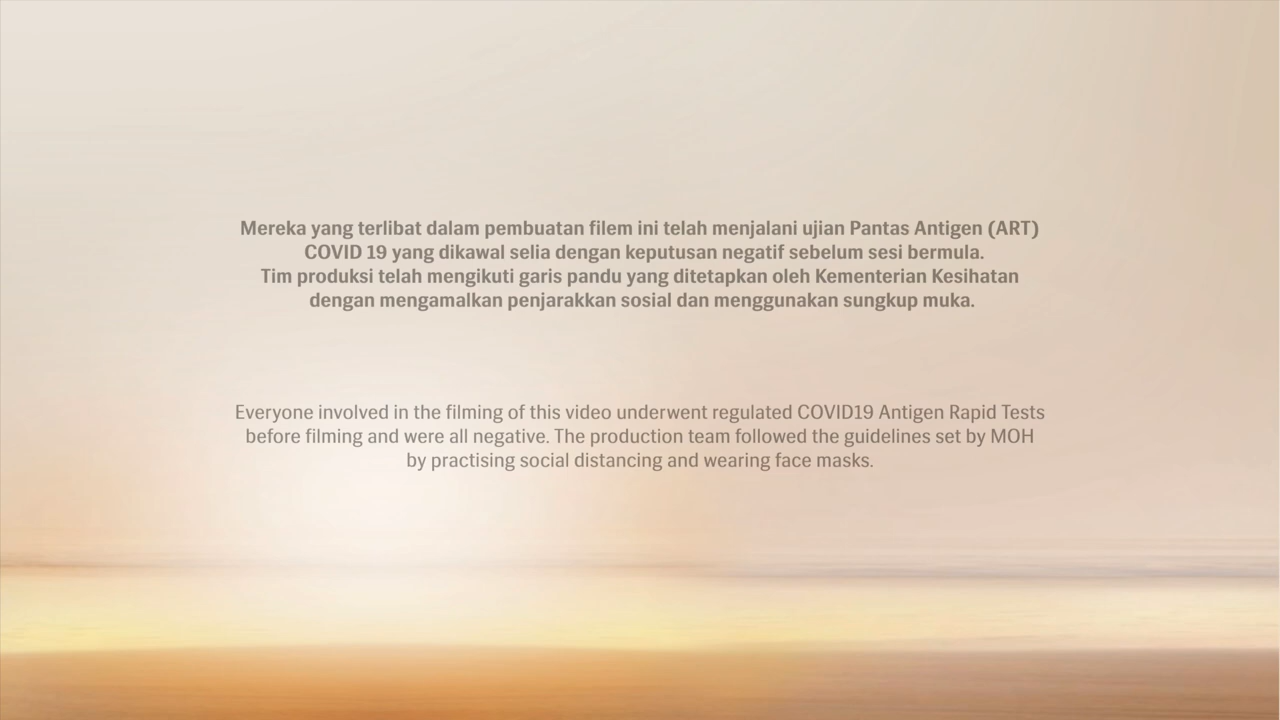 Mereka yang terlibat dalam pembuatan filem ini telah menjalani ujian Pantas Antigen (ART)
COVID 19 yang dikawal selia dengan keputusan negatif sebelum sesi bermula.
Tim produksi telah mengikuti garis pandu yang ditetapkan oleh Kementerian Kesihatan
dengan mengamalkan penjarakkan sosial dan menggunakan sungkup muka.
Everyone involved in the filming of this video underwent regulated COVID19 Antigen Rapid Tests
before filming and were all negative. The production team followed the guidelines set by MOH
by practising social distancing and wearing face masks.